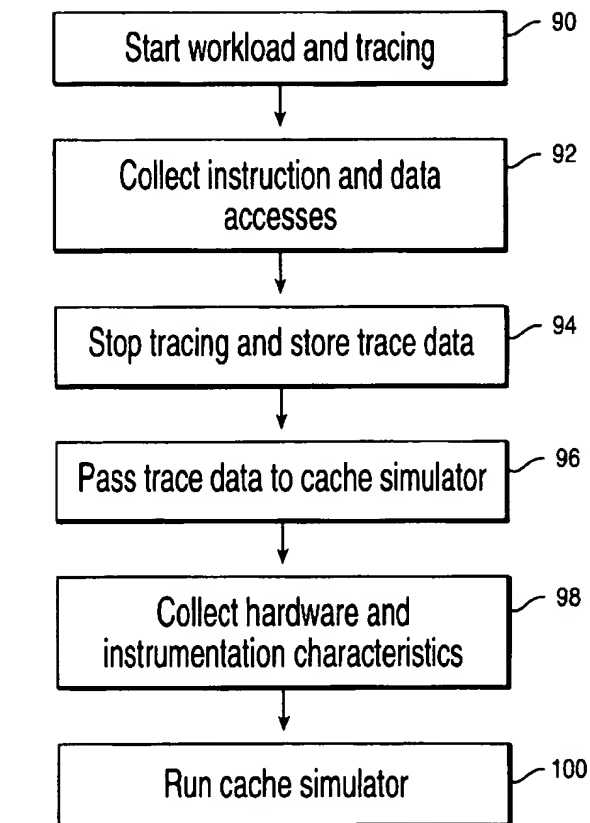 Start workload and tracing
90
Collect instruction and data
accesses
92
Stop tracing and store trace data
94
Pass trace data to cache simulator
96
Collect hardware and
instrumentation characteristics
98
Run cache simulator
100